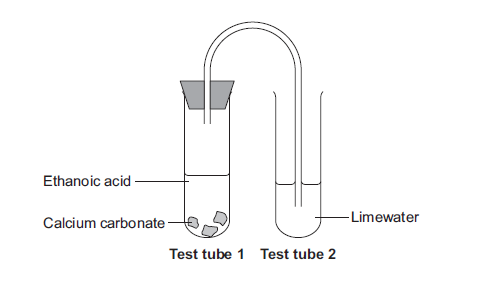 Ethanoic acid
Calcium carbonate
Limewater
Test tube 1 Test tube 2